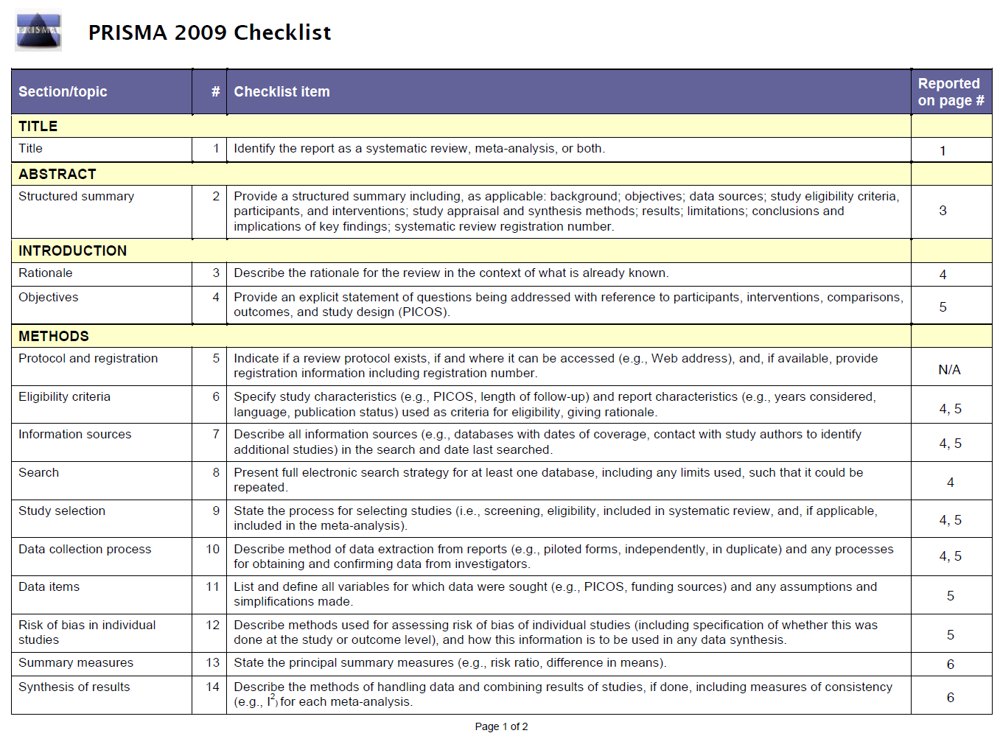 PRISMA
PRISMA 2009 Checklist
Section/topic # Checklist item Reported on page #
TITLE
Title 1 Identify the report as a systematic review, meta-analysis, or both. 1
ABSTRACT
Structured summary 2 Provide a structured summary including, as applicable: background; objectives; data sources; study eligibility criteria,
participants, and interventions; study appraisal and synthesis methods; results; limitations; conclusions and
implications of key findings; systematic review registration number. 3
INTRODUCTION
Rationale 3 Describe the rationale for the review in the context of what is already known. 4
Objectives 4 Provide an explicit statement of questions being addressed with reference to participants, interventions, comparisons,
outcomes, and study design (PICOS). 5
METHODS
Protocol and registration 5 Indicate if a review protocol exists, if and where it can be accessed (e.g., Web address), and, if available, provide
registration information including registration number. N/A
Eligibility criteria 6 Specify study characteristics (e.g., PICOS, length of follow-up) and report characteristics (e.g., years considered,
language, publication status) used as criteria for eligibility, giving rationale. 4, 5
Information sources 7 Describe all information sources (e.g., databases with dates of coverage, contact with study authors to identify
additional studies) in the search and date last searched. 4, 5
Search 8 Present full electronic search strategy for at least one database, including any limits used, such that it could be
repeated. 4
Study selection 9 State the process for selecting studies (i.e., screening, eligibility, included in systematic review, and, if applicable,
included in the meta-analysis). 4, 5
Data collection process 10 Describe method of data extraction from reports (e.g., piloted forms, independently, in duplicate) and any processes
for obtaining and confirming data from investigators. 4, 5
Data items 11 List and define all variables for which data were sought (e.g., PICOS, funding sources) and any assumptions and
simplifications made. 5
Risk of bias in individual 12 Describe methods used for assessing risk of bias of individual studies (including specification of whether this was
studies done at the study or outcome level), and how this information is to be used in any data synthesis. 5
Summary measures 13 State the principal summary measures (e.g., risk ratio, difference in means). 6
Synthesis of results 14 Describe the methods of handling data and combining results of studies, if done, including measures of consistency
(e.g., I²) for each meta-analysis. 6
Page 1 of 2